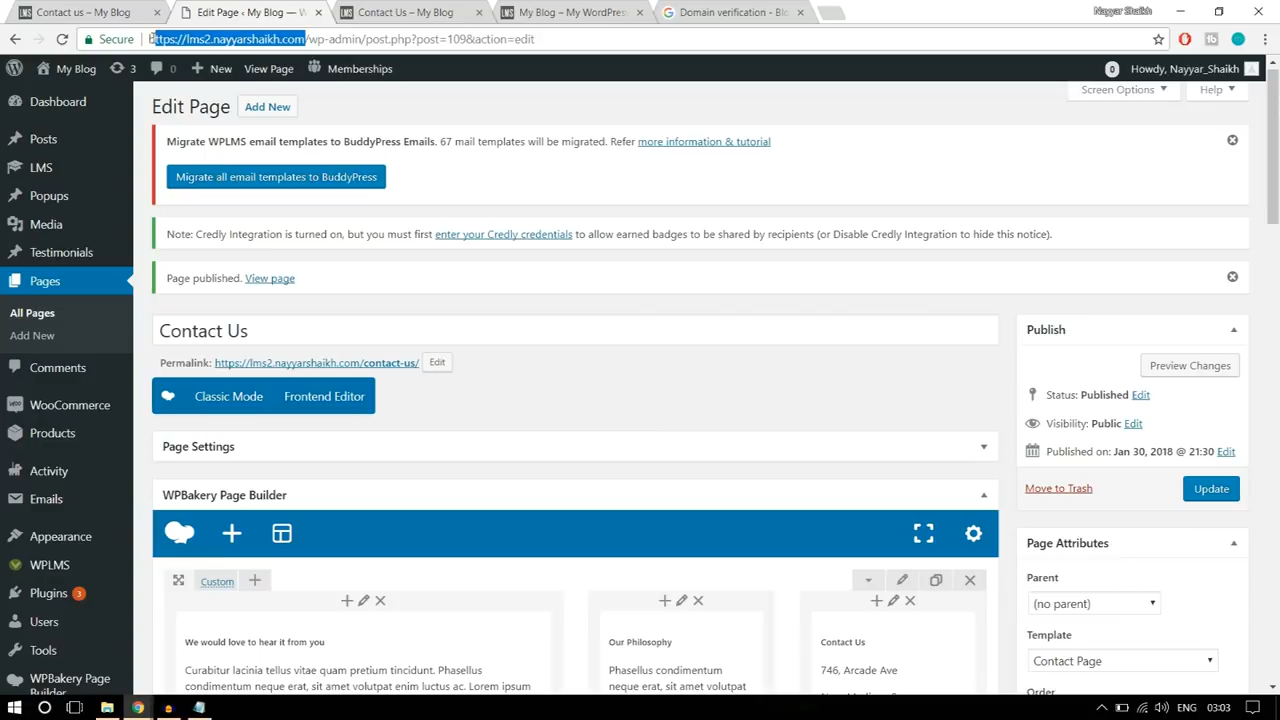 Contact us – My Blog
Edit Page ‹ My Blog — W
Contact Us – My Blog
My Blog – My WordPress
Domain verification - Bl
Nayyar Shaikh
Secure
https://lms2.nayyarshaikh.com/wp-admin/post.php?post=109&action=edit
My Blog
3
0
New
View Page
Memberships
0
Howdy, Nayyar_Shaikh
Dashboard
Posts
LMS
Popups
Media
Testimonials
Pages
All Pages
Add New
Comments
WooCommerce
Products
Activity
Emails
Appearance
WPLMS
Plugins 3
Users
Tools
WPBakery Page
Builder
Edit Page
Add New
Screen Options
Help
Migrate WPLMS email templates to BuddyPress Emails. 67 mail templates will be migrated. Refer more information & tutorial
Migrate all email templates to BuddyPress
Note: Credly Integration is turned on, but you must first enter your Credly credentials to allow earned badges to be shared by recipients (or Disable Credly Integration to hide this notice).
Page published. View page
Contact Us
Permalink: https://lms2.nayyarshaikh.com/contact-us/ Edit
Classic Mode
Frontend Editor
Page Settings
WPBakery Page Builder
Custom
We would love to hear it from you
Curabitur lacinia tellus vitae quam pretium tincidunt. Phasellus
condimentum neque erat, sit amet volutpat enim luctus ac. Lorem ipsum
Our Philosophy
Phasellus condimentum
neque erat, sit amet volutpat
Contact Us
746, Arcade Ave
Publish
Preview Changes
Status: Published Edit
Visibility: Public Edit
Published on: Jan 30, 2018 @ 21:30 Edit
Move to Trash
Update
Page Attributes
Parent
(no parent)
Template
Contact Page
Order
ENG
03:03